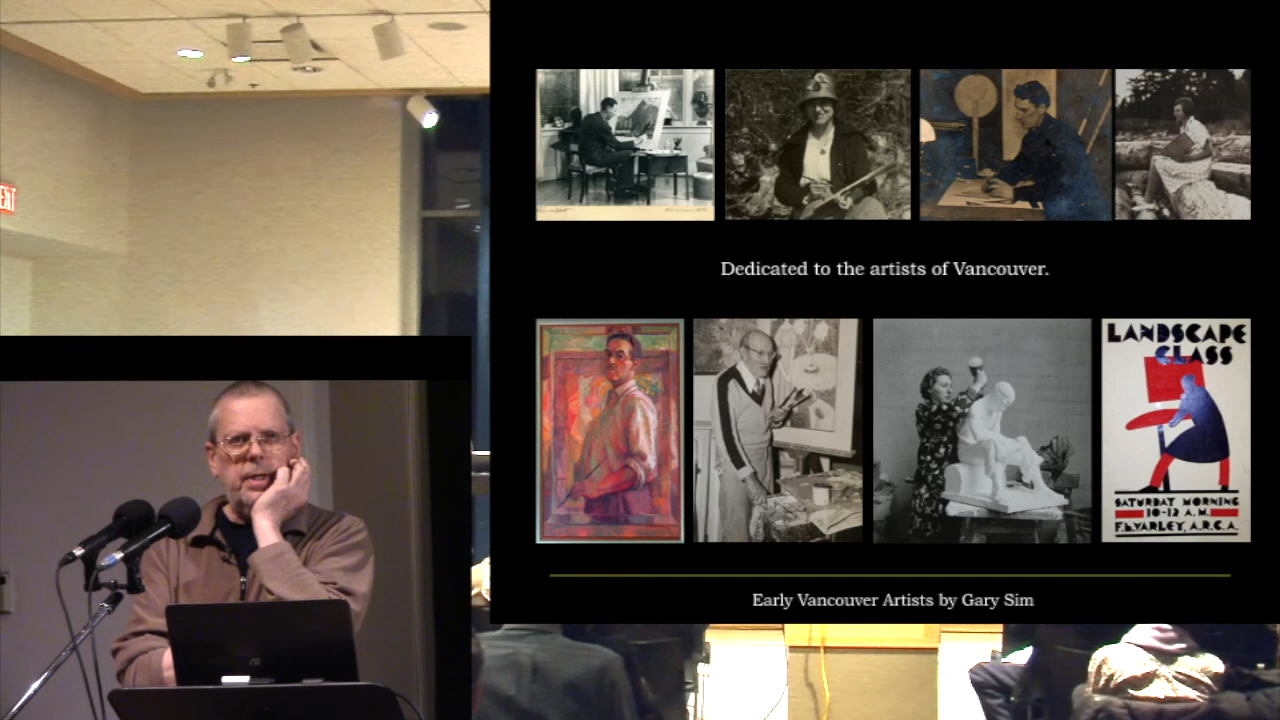 Dedicated to the artists of Vancouver.
LANDSCAPE
CLASS
SATURDAY MORNING
10-12 A.M.
F.H.VARLEY, A.R.C.A.
Early Vancouver Artists by Gary Sim